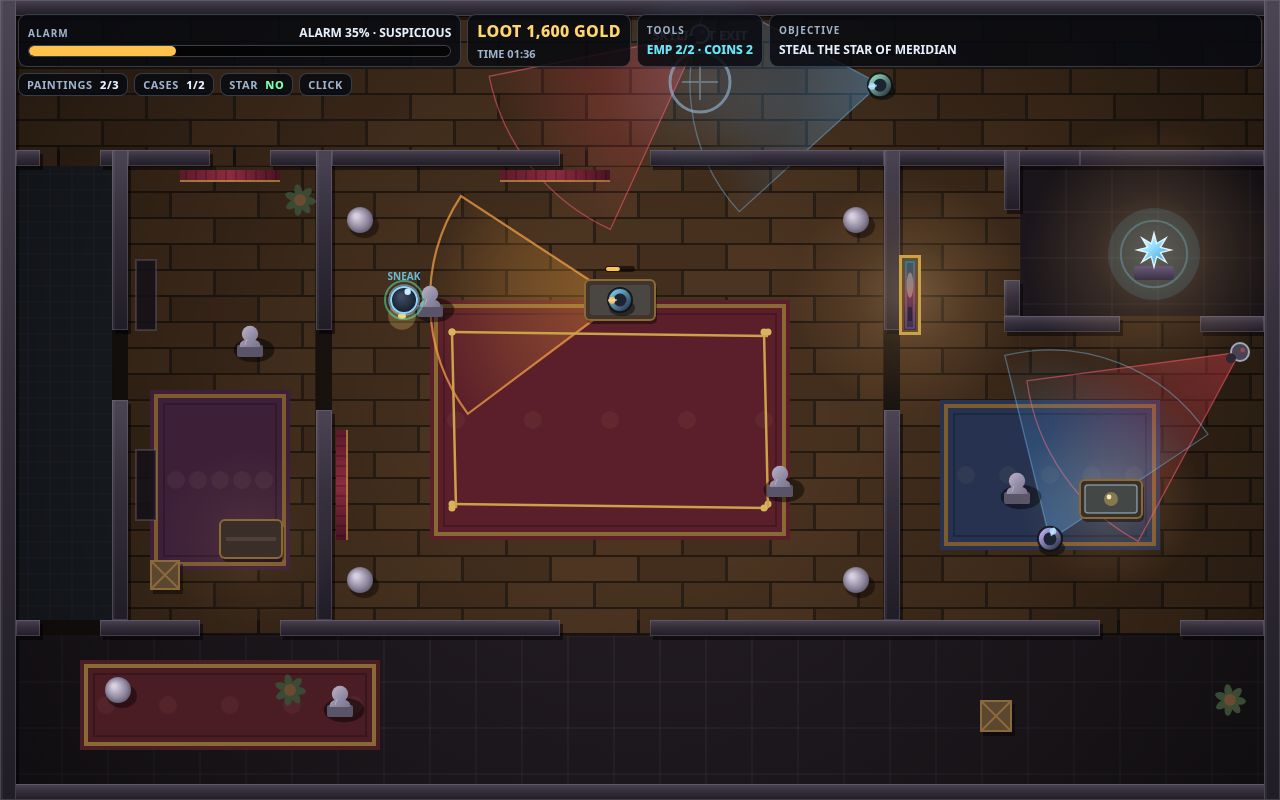 ALARM
ALARM 35% · SUSPICIOUS
LOOT 1,600 GOLD
TIME 01:36
TOOLS
EMP 2/2 · COINS 2
OBJECTIVE
STEAL THE STAR OF MERIDIAN
PAINTINGS 2/3
CASES 1/2
STAR NO
CLICK
EXIT
SNEAK